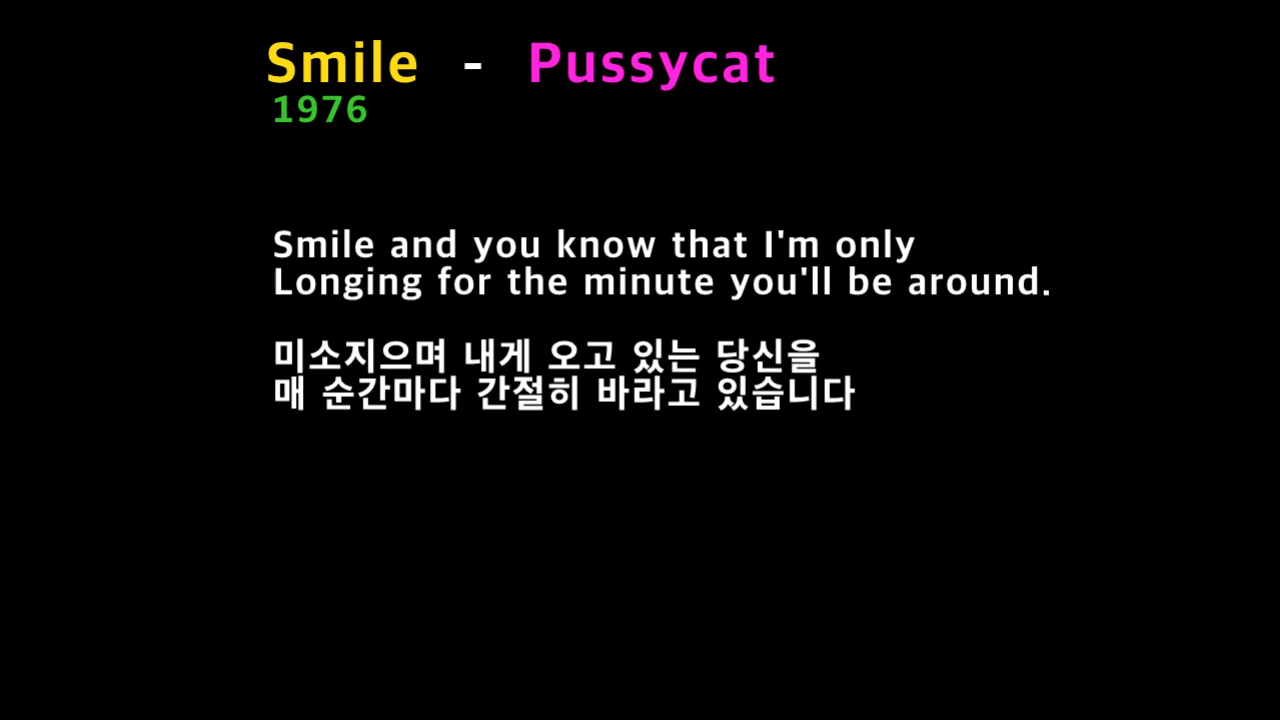 Smile - Pussycat
1976
Smile and you know that I'm only
Longing for the minute you'll be around.
미소지으며 내게 오고 있는 당신을
매 순간마다 간절히 바라고 있습니다